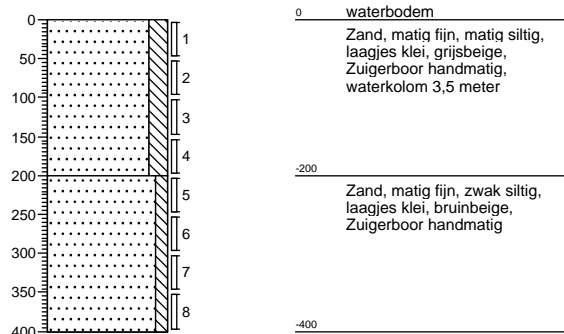 0
50
100
150
200
250
300
350
400
1
2
3
4
5
6
7
8
0 waterbodem
Zand, matig fijn, matig siltig,
laagjes klei, grijsbeige,
Zuigerboor handmatig,
waterkolom 3,5 meter
-200
Zand, matig fijn, zwak siltig,
laagjes klei, bruinbeige,
Zuigerboor handmatig
-400